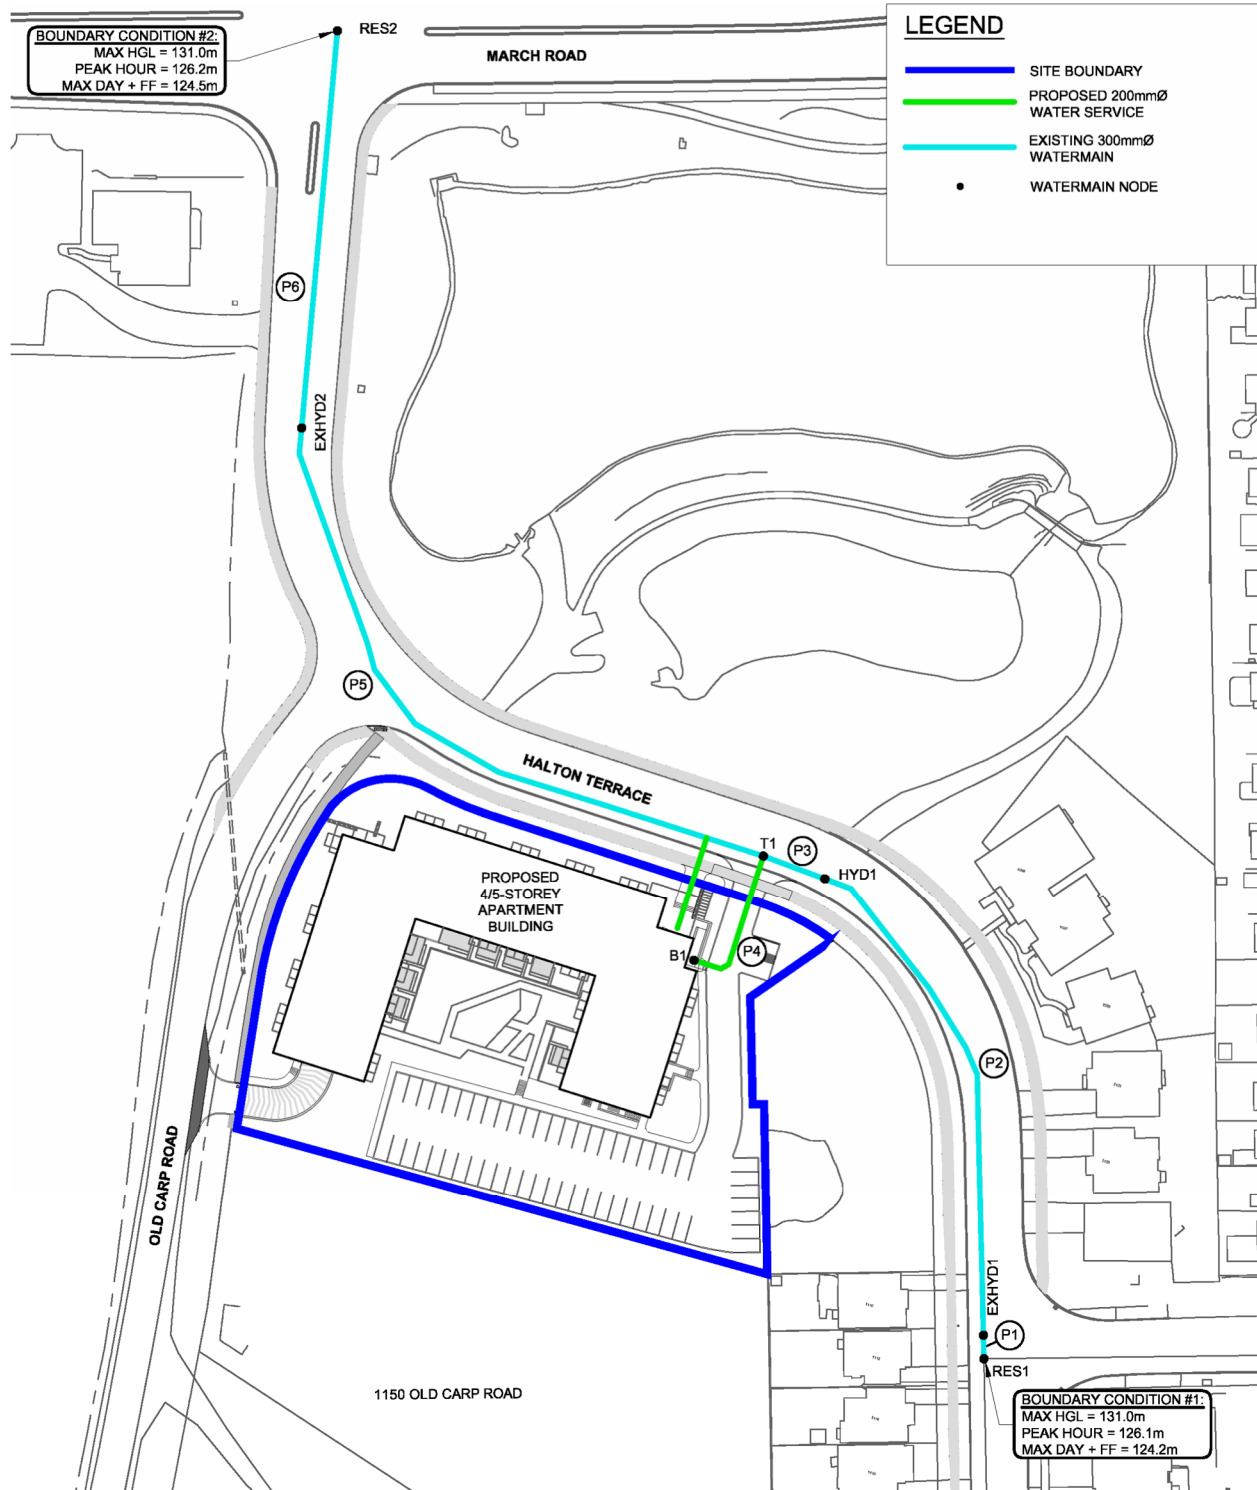 BOUNDARY CONDITION #2:
MAX HGL = 131.0m
PEAK HOUR = 126.2m
MAX DAY + FF = 124.5m
RES2
MARCH ROAD
LEGEND
SITE BOUNDARY
PROPOSED 200mmØ
WATER SERVICE
EXISTING 300mmØ
WATERMAIN
WATERMAIN NODE
P6
EXHYD2
P5
HALTON TERRACE
T1
P3
HYD1
PROPOSED
4/5-STOREY
APARTMENT
BUILDING
B1
P4
P2
OLD CARP ROAD
EXHYD1
P1
RES1
1150 OLD CARP ROAD
BOUNDARY CONDITION #1:
MAX HGL = 131.0m
PEAK HOUR = 126.1m
MAX DAY + FF = 124.2m